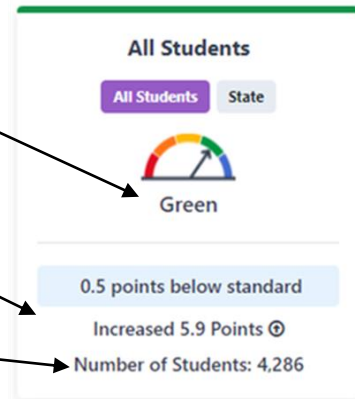 All Students
All Students State
Green
0.5 points below standard
Increased 5.9 Points
Number of Students: 4,286